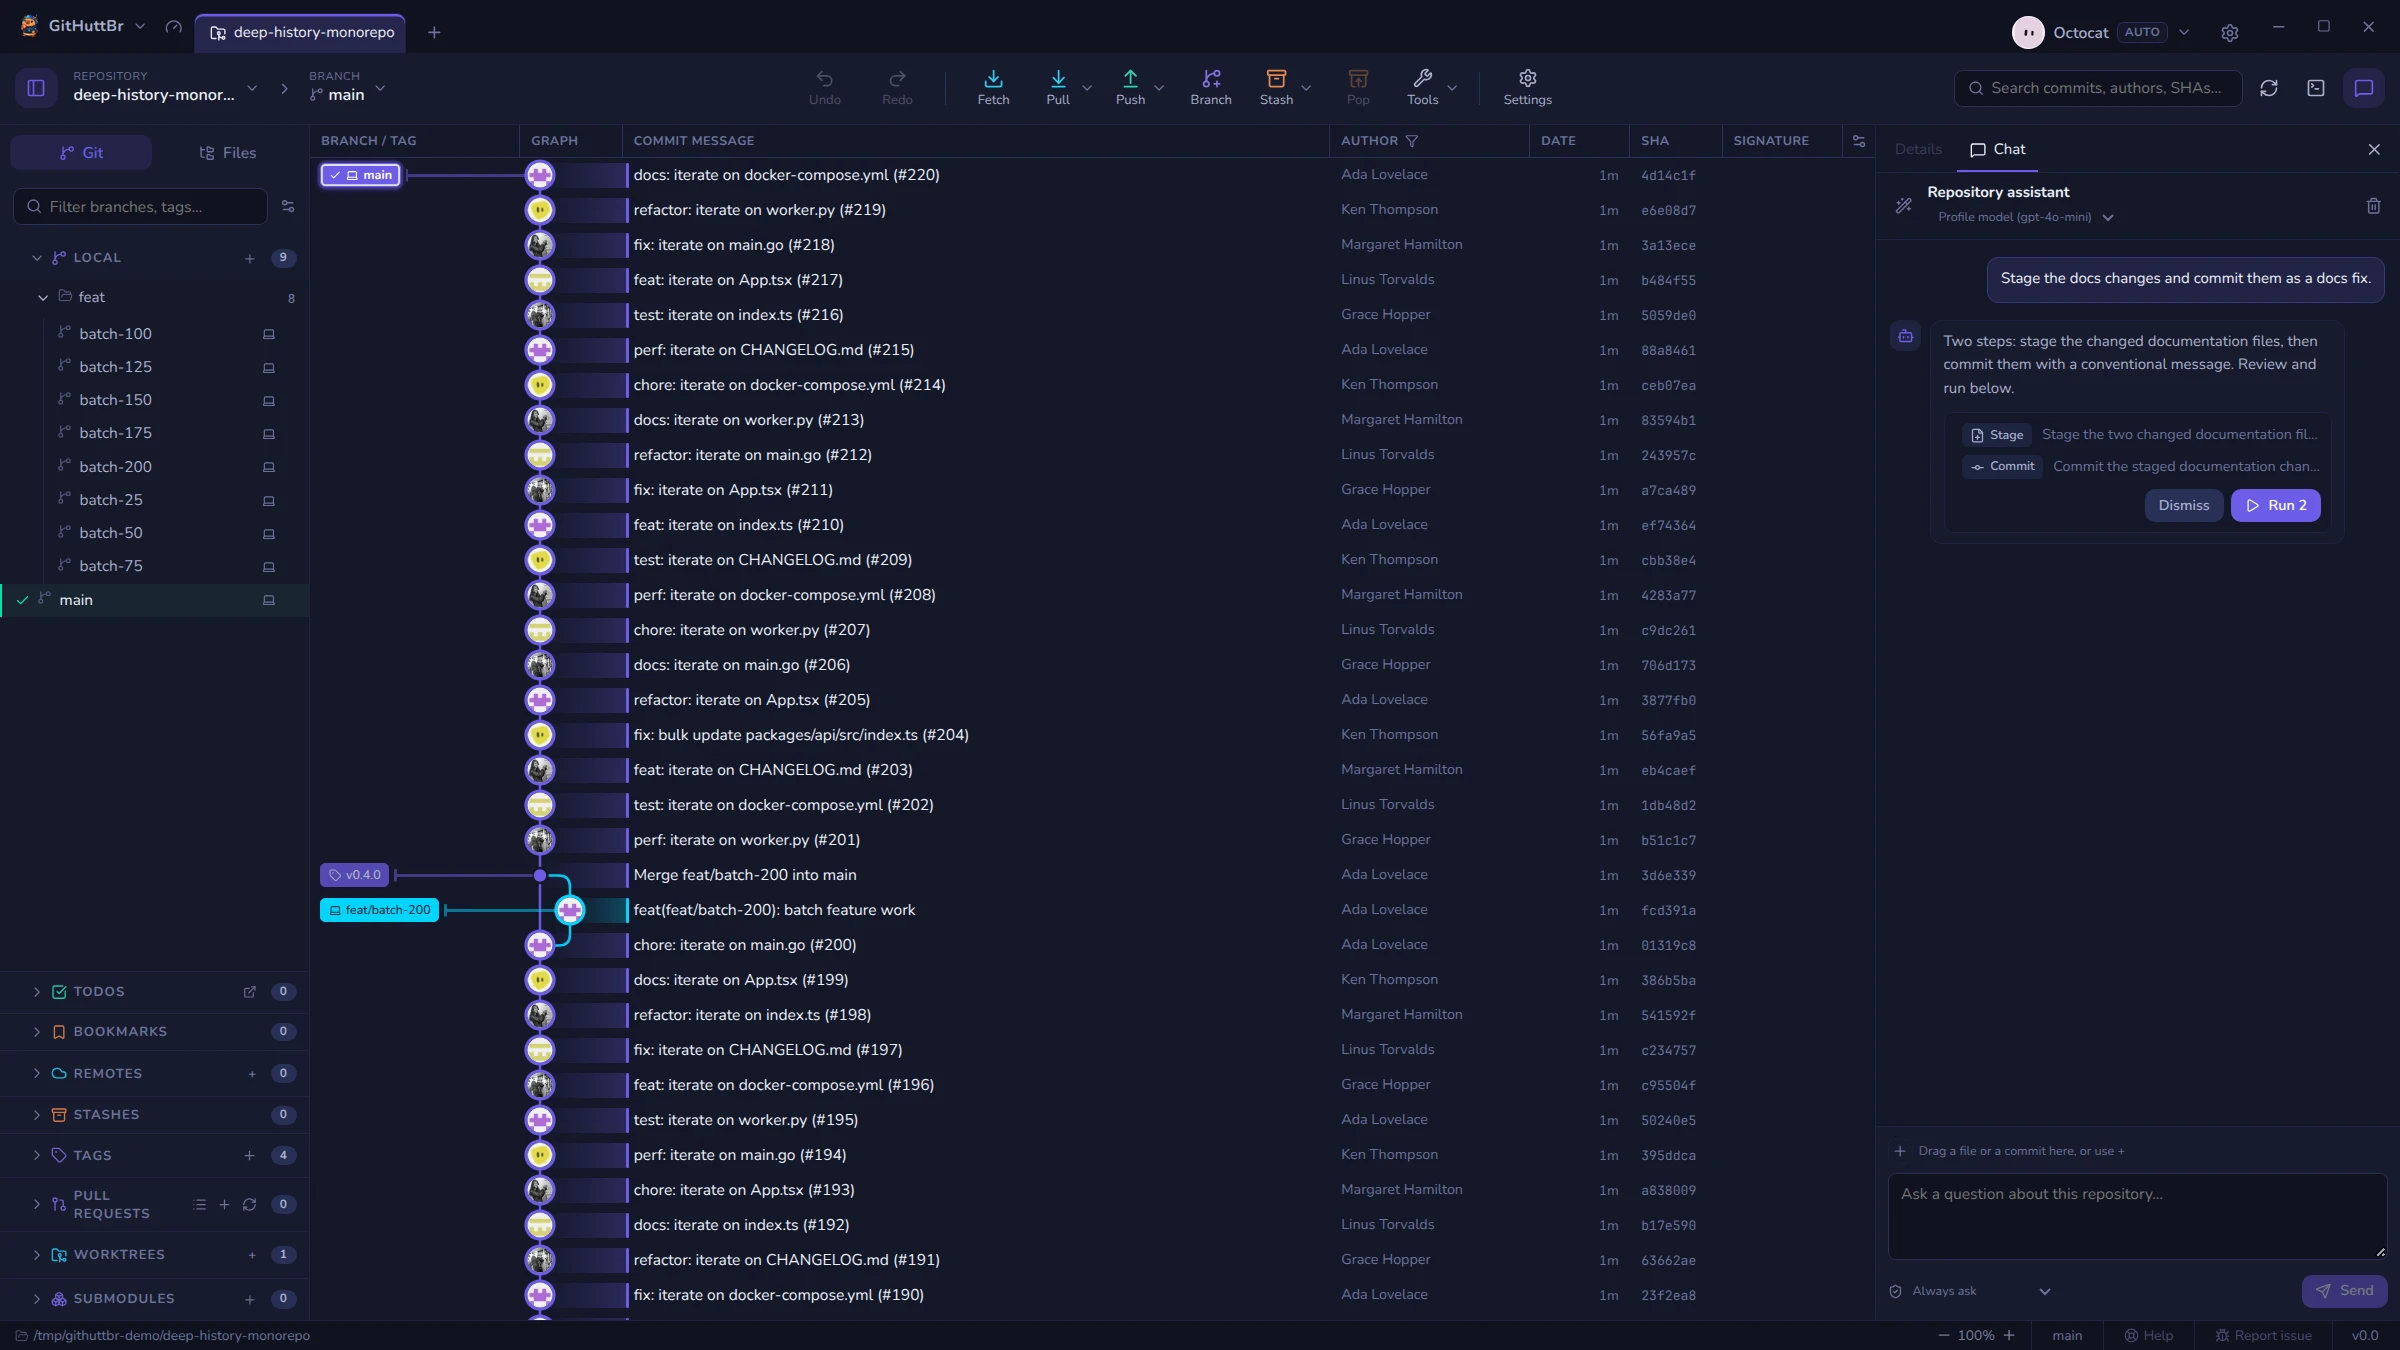 GitHuttBr
deep-history-monorepo
Octocat AUTO
REPOSITORY
deep-history-monor...
BRANCH
main
Undo
Redo
Fetch
Pull
Push
Branch
Stash
Pop
Tools
Settings
Search commits, authors, SHAs...
Git
Files
Filter branches, tags...
LOCAL 9
feat 8
batch-100
batch-125
batch-150
batch-175
batch-200
batch-25
batch-50
batch-75
main
TODOS 0
BOOKMARKS 0
REMOTES 0
STASHES 0
TAGS 4
PULL REQUESTS 0
WORKTREES 1
SUBMODULES 0
BRANCH / TAG GRAPH COMMIT MESSAGE AUTHOR DATE SHA SIGNATURE
main docs: iterate on docker-compose.yml (#220) Ada Lovelace 1m 4d14c1f
refactor: iterate on worker.py (#219) Ken Thompson 1m e6e08d7
fix: iterate on main.go (#218) Margaret Hamilton 1m 3a13ece
feat: iterate on App.tsx (#217) Linus Torvalds 1m b484f55
test: iterate on index.ts (#216) Grace Hopper 1m 5059de0
perf: iterate on CHANGELOG.md (#215) Ada Lovelace 1m 88a8461
chore: iterate on docker-compose.yml (#214) Ken Thompson 1m ceb07ea
docs: iterate on worker.py (#213) Margaret Hamilton 1m 83594b1
refactor: iterate on main.go (#212) Linus Torvalds 1m 243957c
fix: iterate on App.tsx (#211) Grace Hopper 1m a7ca489
feat: iterate on index.ts (#210) Ada Lovelace 1m ef74364
test: iterate on CHANGELOG.md (#209) Ken Thompson 1m cbb38e4
perf: iterate on docker-compose.yml (#208) Margaret Hamilton 1m 4283a77
chore: iterate on worker.py (#207) Linus Torvalds 1m c9dc261
docs: iterate on main.go (#206) Grace Hopper 1m 706d173
refactor: iterate on App.tsx (#205) Ada Lovelace 1m 3877fb0
fix: bulk update packages/api/src/index.ts (#204) Ken Thompson 1m 56fa9a5
feat: iterate on CHANGELOG.md (#203) Margaret Hamilton 1m eb4caef
test: iterate on docker-compose.yml (#202) Linus Torvalds 1m 1db48d2
perf: iterate on worker.py (#201) Grace Hopper 1m b51c1c7
v0.4.0 Merge feat/batch-200 into main Ada Lovelace 1m 3d6e339
feat/batch-200 feat(feat/batch-200): batch feature work Ada Lovelace 1m fcd391a
chore: iterate on main.go (#200) Ada Lovelace 1m 01319c8
docs: iterate on App.tsx (#199) Ken Thompson 1m 386b5ba
refactor: iterate on index.ts (#198) Margaret Hamilton 1m 541592f
fix: iterate on CHANGELOG.md (#197) Linus Torvalds 1m c234757
feat: iterate on docker-compose.yml (#196) Grace Hopper 1m c95504f
test: iterate on worker.py (#195) Ada Lovelace 1m 50240e5
perf: iterate on main.go (#194) Ken Thompson 1m 395ddca
chore: iterate on App.tsx (#193) Margaret Hamilton 1m a838009
docs: iterate on index.ts (#192) Linus Torvalds 1m b17e590
refactor: iterate on CHANGELOG.md (#191) Grace Hopper 1m 63662ae
fix: iterate on docker-compose.yml (#190) Ada Lovelace 1m 23f2ea8
Details
Chat
Repository assistant
Profile model (gpt-4o-mini)
Stage the docs changes and commit them as a docs fix.
Two steps: stage the changed documentation files, then
commit them with a conventional message. Review and
run below.
Stage Stage the two changed documentation fil...
Commit Commit the staged documentation chan...
Dismiss
Run 2
Drag a file or a commit here, or use +
Ask a question about this repository...
Always ask
Send
/tmp/githuttbr-demo/deep-history-monorepo
100%
main
Help
Report issue
v0.0